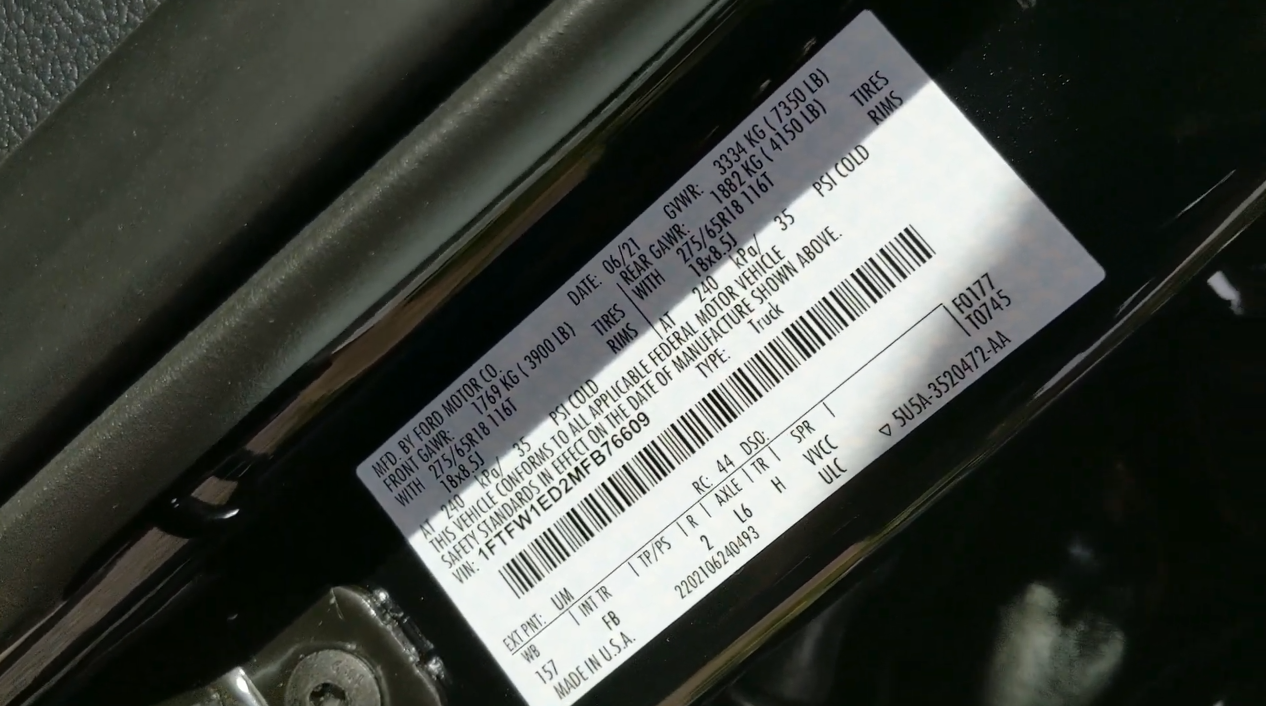 MFD. BY FORD MOTOR CO.
DATE: 06/21 GVWR: 3334 KG ( 7350 LB)
FRONT GAWR: 1769 KG ( 3900 LB) REAR GAWR: 1882 KG ( 4150 LB)
WITH 275/65R18 116T TIRES WITH 275/65R18 116T TIRES
18x8.5J RIMS 18x8.5J RIMS
AT 240 kPa/ 35 PSI COLD AT 240 kPa/ 35 PSI COLD
THIS VEHICLE CONFORMS TO ALL APPLICABLE FEDERAL MOTOR VEHICLE
SAFETY STANDARDS IN EFFECT ON THE DATE OF MANUFACTURE SHOWN ABOVE.
VIN: 1FTFW1ED2MFB76609 TYPE: Truck
EXT PNT: UM RC: 44 DSO: F0177
WB INT TR TP/PS R AXLE TR SPR T0745
157 FB 2 L6 H VVCC
ULC
MADE IN U.S.A. 2202106240493 ▽ 5U5A-3520472-AA